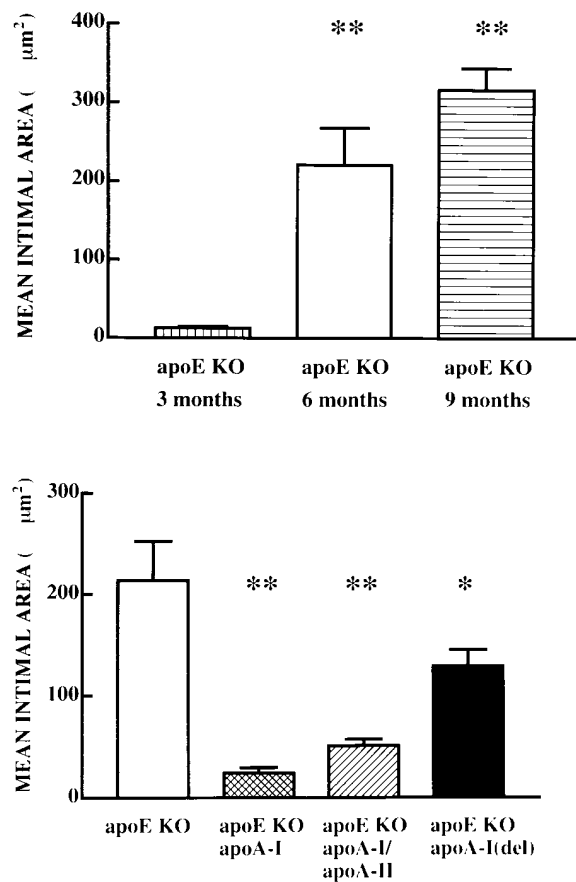 400
300
200
100
0
MEAN INTIMAL AREA ( μm²)
** **
apoE KO apoE KO apoE KO
3 months 6 months 9 months
300
200
100
0
MEAN INTIMAL AREA ( μm²)
** ** *
apoE KO apoE KO apoE KO apoE KO
apoA-I apoA-I/ apoA-I(del)
apoA-II